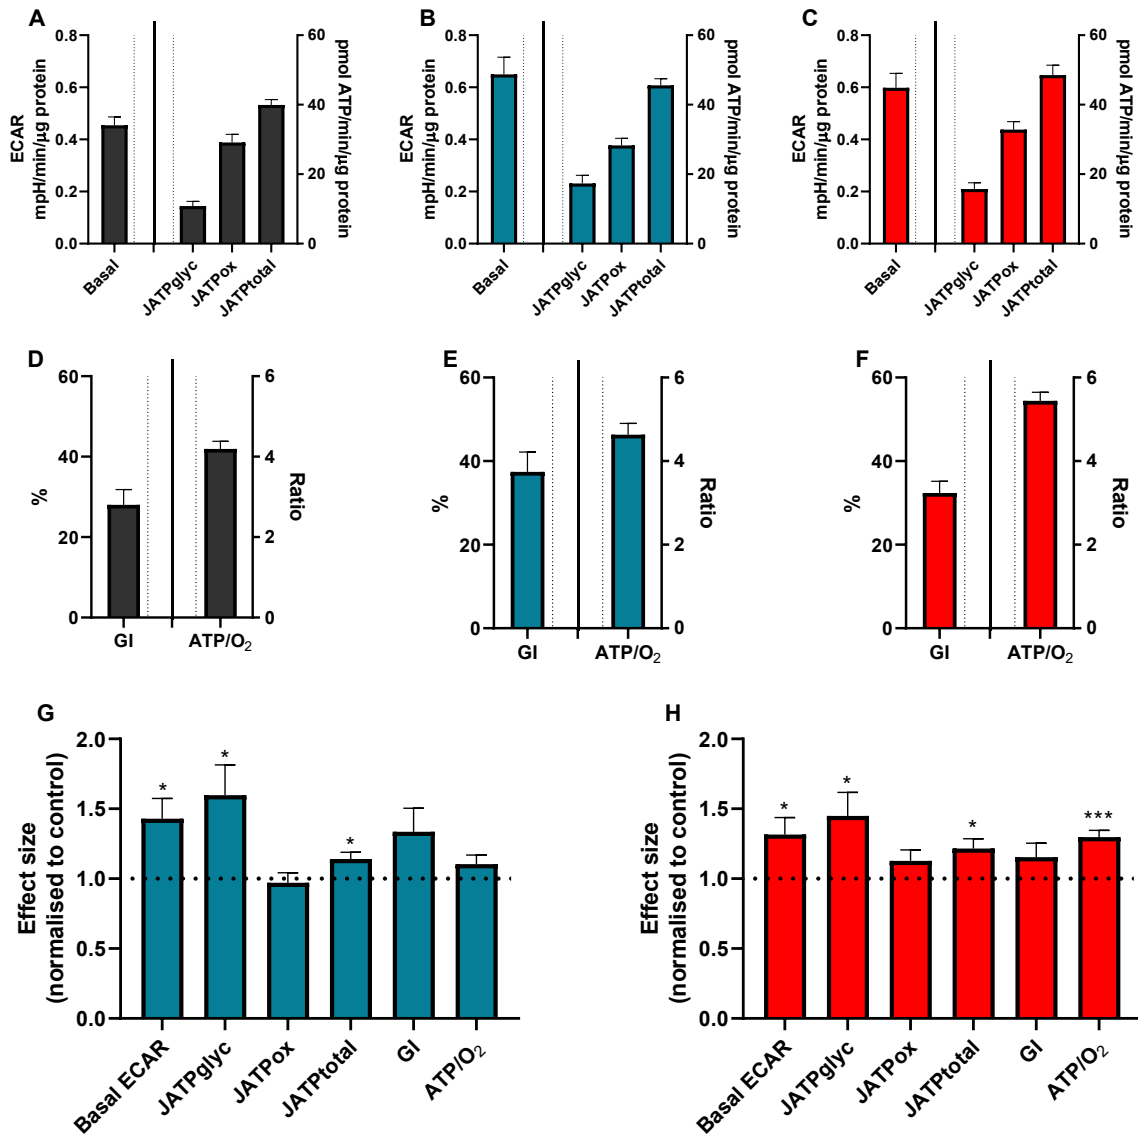 A
ECAR
mpH/min/µg protein
0.8
0.6
0.4
0.2
0.0
60
40
20
0
pmol ATP/min/µg protein
Basal
JATPglyc
JATPox
JATPtotal
B
ECAR
mpH/min/µg protein
0.8
0.6
0.4
0.2
0.0
60
40
20
0
pmol ATP/min/µg protein
Basal
JATPglyc
JATPox
JATPtotal
C
ECAR
mpH/min/µg protein
0.8
0.6
0.4
0.2
0.0
60
40
20
0
pmol ATP/min/µg protein
Basal
JATPglyc
JATPox
JATPtotal
D
%
60
40
20
0
6
4
2
0
Ratio
GI
ATP/O₂
E
%
60
40
20
0
6
4
2
0
Ratio
GI
ATP/O₂
F
%
60
40
20
0
6
4
2
0
Ratio
GI
ATP/O₂
G
Effect size
(normalised to control)
2.0
1.5
1.0
0.5
0.0
*
*
*
Basal ECAR
JATPglyc
JATPox
JATPtotal
GI
ATP/O₂
H
Effect size
(normalised to control)
2.0
1.5
1.0
0.5
0.0
*
*
*
***
Basal ECAR
JATPglyc
JATPox
JATPtotal
GI
ATP/O₂